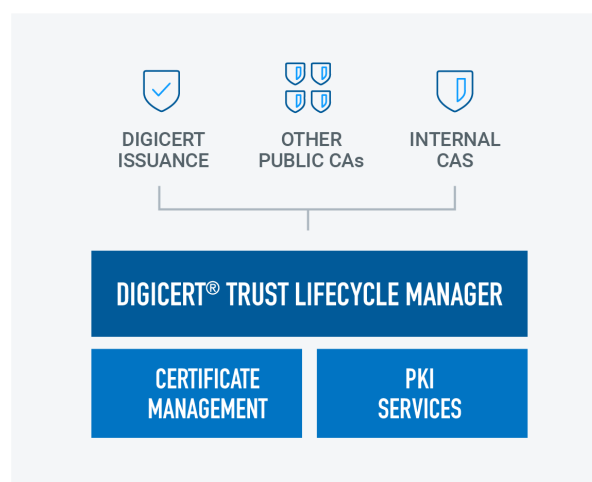 DIGICERT
ISSUANCE
OTHER
PUBLIC CAs
INTERNAL
CAS
DIGICERT® TRUST LIFECYCLE MANAGER
CERTIFICATE
MANAGEMENT
PKI
SERVICES